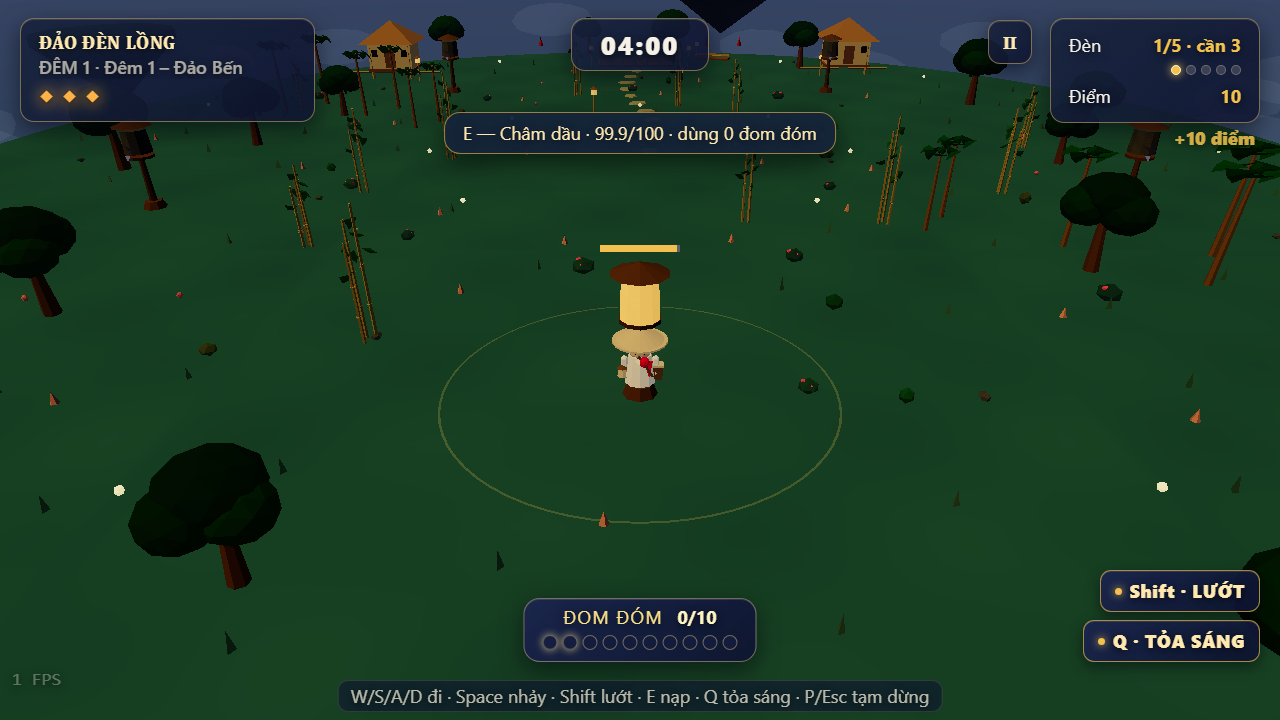 ĐẢO ĐÈN LỒNG
ĐÊM 1 · Đêm 1 – Đảo Bến
04:00
II
Đèn 1/5 · cần 3
Điểm 10
+10 điểm
E — Châm dầu · 99.9/100 · dùng 0 đom đóm
Shift · LƯỚT
Q · TỎA SÁNG
ĐOM ĐÓM 0/10
1 FPS
W/S/A/D đi · Space nhảy · Shift lướt · E nạp · Q tỏa sáng · P/Esc tạm dừng